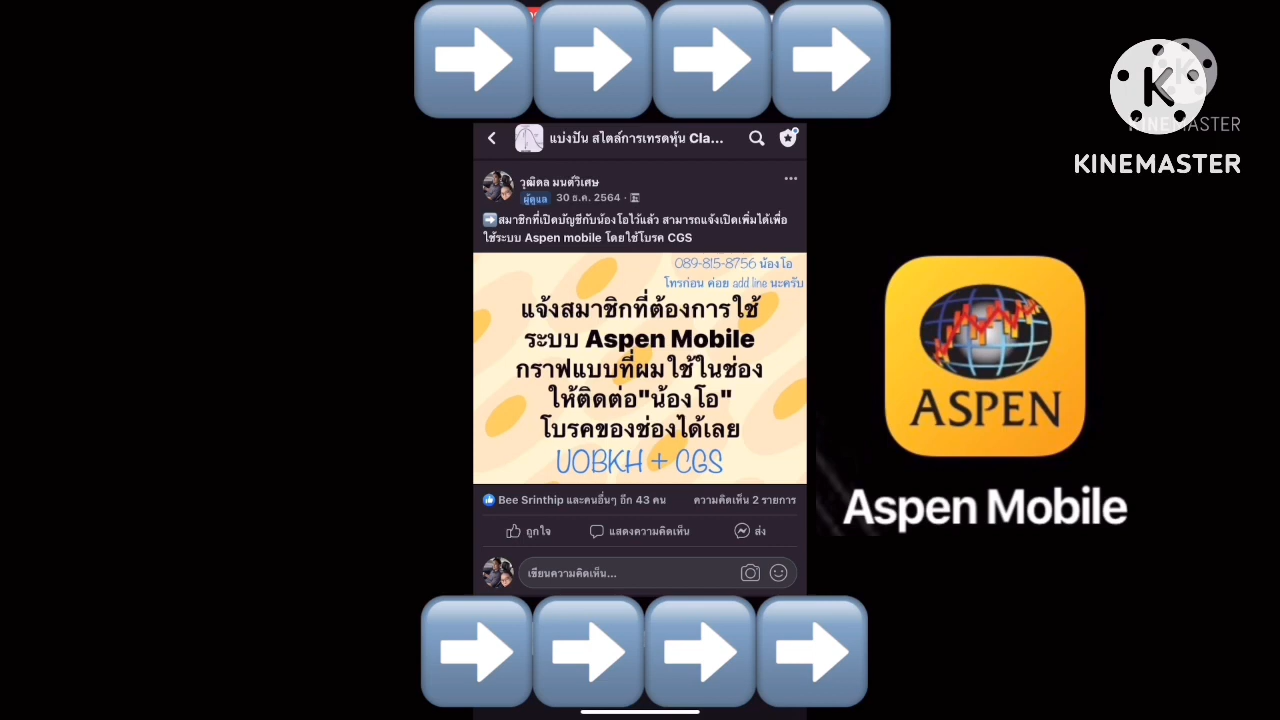 KINEMASTER
KINEMASTER
แบ่งปัน สไตล์การเทรดหุ้น Cla...
วุฒิดล มนต์วิเศษ
ผู้ดูแล 30 ธ.ค. 2564
สมาชิกที่เปิดบัญชีกับน้องโอไว้แล้ว สามารถแจ้งเปิดเพิ่มได้เพื่อ
ใช้ระบบ Aspen mobile โดยใช้โบรค CGS
089-815-8756 น้องโอ
โทรก่อน ค่อย add line นะครับ
แจ้งสมาชิกที่ต้องการใช้
ระบบ Aspen Mobile
กราฟแบบที่ผมใช้ในช่อง
ให้ติดต่อ"น้องโอ"
โบรคของช่องได้เลย
UOBKH + CGS
Bee Srinthip และคนอื่นๆ อีก 43 คน ความคิดเห็น 2 รายการ
ถูกใจ แสดงความคิดเห็น ส่ง
เขียนความคิดเห็น...
ASPEN
Aspen Mobile